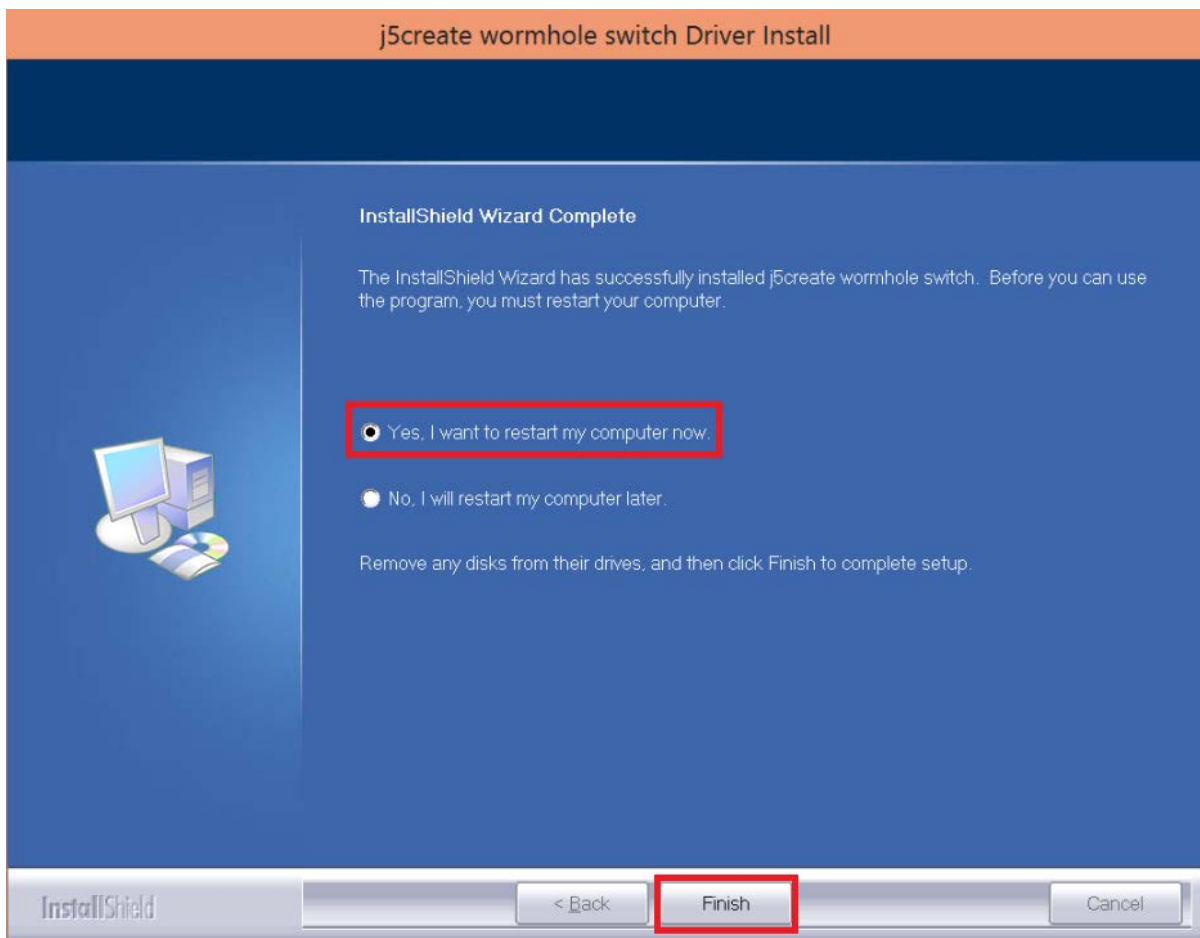 j5create wormhole switch Driver Install
InstallShield Wizard Complete
The InstallShield Wizard has successfully installed j5create wormhole switch.  Before you can use
the program, you must restart your computer.
Yes, I want to restart my computer now.
No, I will restart my computer later.
Remove any disks from their drives, and then click Finish to complete setup.
InstallShield
< Back
Finish
Cancel